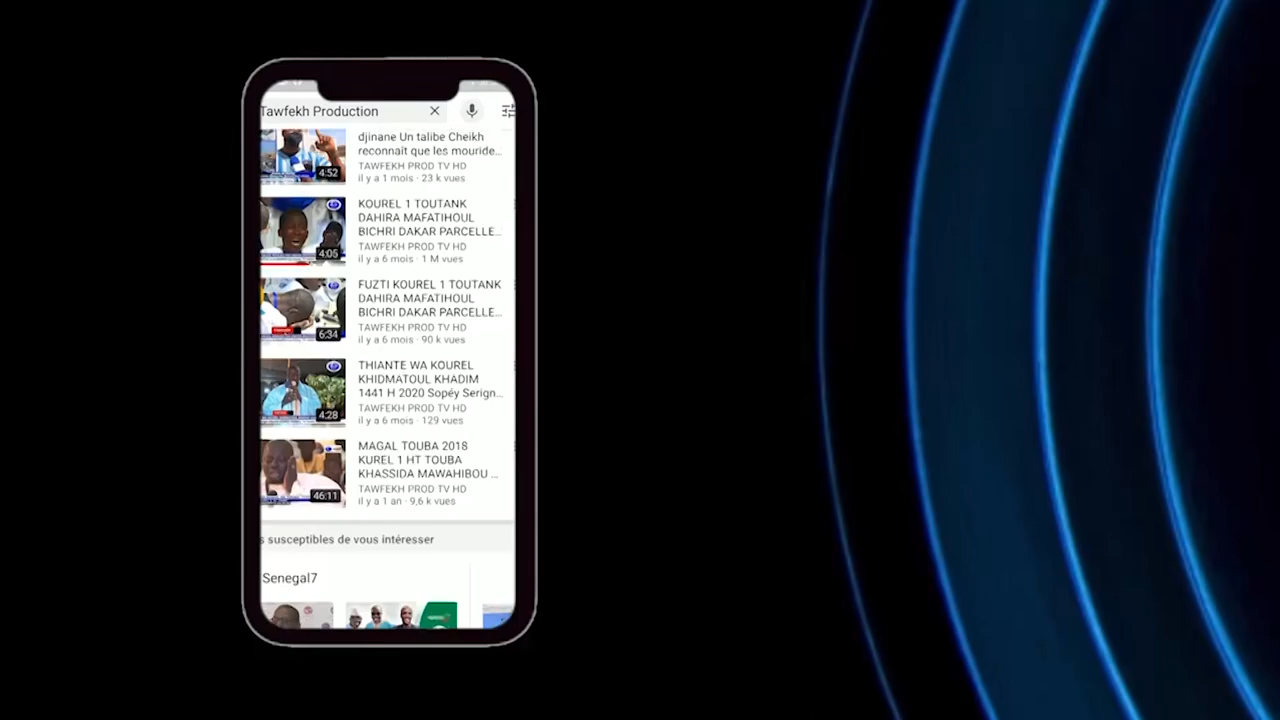 Tawfekh Production
djinane Un talibe Cheikh
reconnaît que les mouride...
TAWFEKH PROD TV HD
il y a 1 mois · 23 k vues
4:52
KOUREL 1 TOUTANK
DAHIRA MAFATIHOUL
BICHRI DAKAR PARCELLE...
TAWFEKH PROD TV HD
il y a 6 mois · 1 M vues
4:05
FUZTI KOUREL 1 TOUTANK
DAHIRA MAFATIHOUL
BICHRI DAKAR PARCELLE...
TAWFEKH PROD TV HD
il y a 6 mois · 90 k vues
6:34
THIANTE WA KOUREL
KHIDMATOUL KHADIM
1441 H 2020 Sopéy Serign...
TAWFEKH PROD TV HD
il y a 6 mois · 129 vues
4:28
MAGAL TOUBA 2018
KUREL 1 HT TOUBA
KHASSIDA MAWAHIBOU ...
TAWFEKH PROD TV HD
il y a 1 an · 9,6 k vues
46:11
s susceptibles de vous intéresser
Senegal7